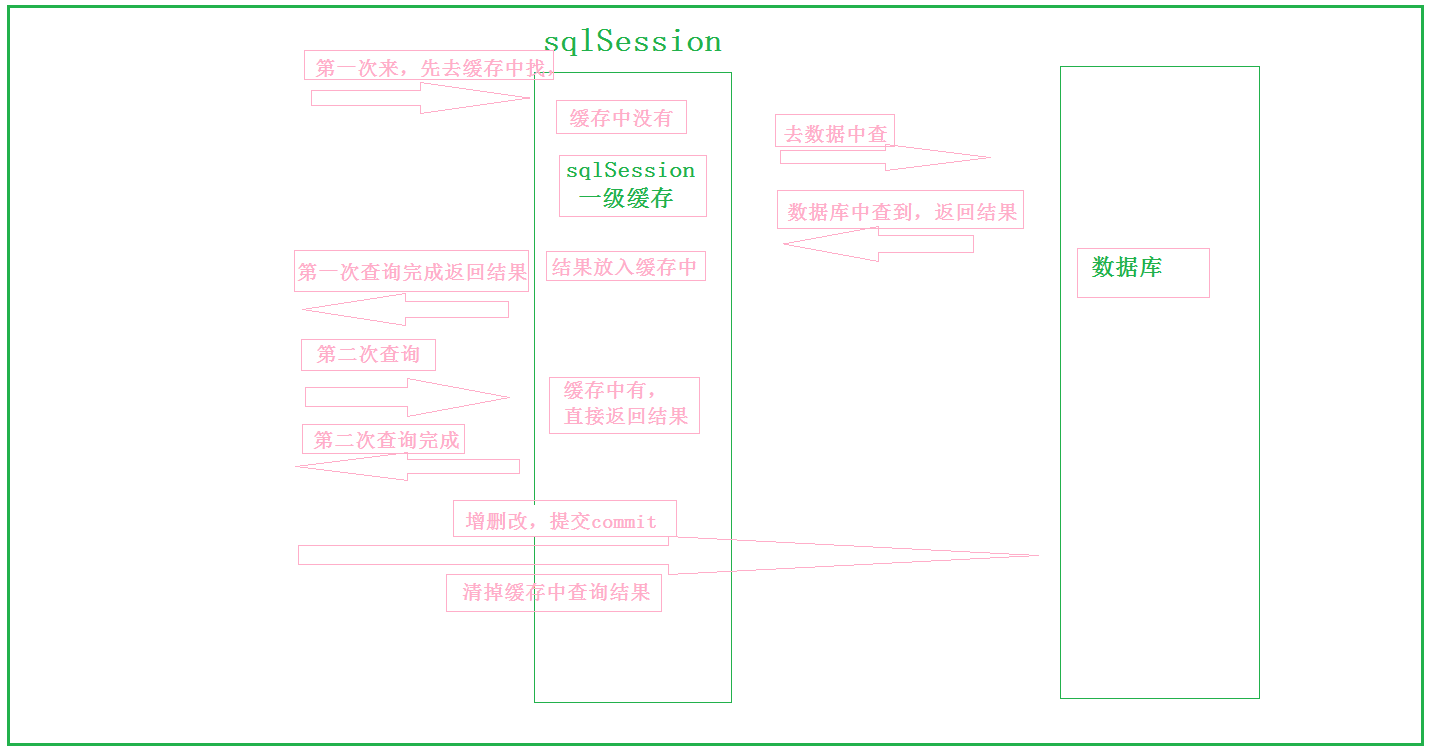 sqlSession
第一次来，先去缓存中找。
缓存中没有
去数据中查
sqlSession
一级缓存
数据库中查到，返回结果
第一次查询完成返回结果
结果放入缓存中
数据库
第二次查询
缓存中有，
直接返回结果
第二次查询完成
增删改，提交commit
清掉缓存中查询结果